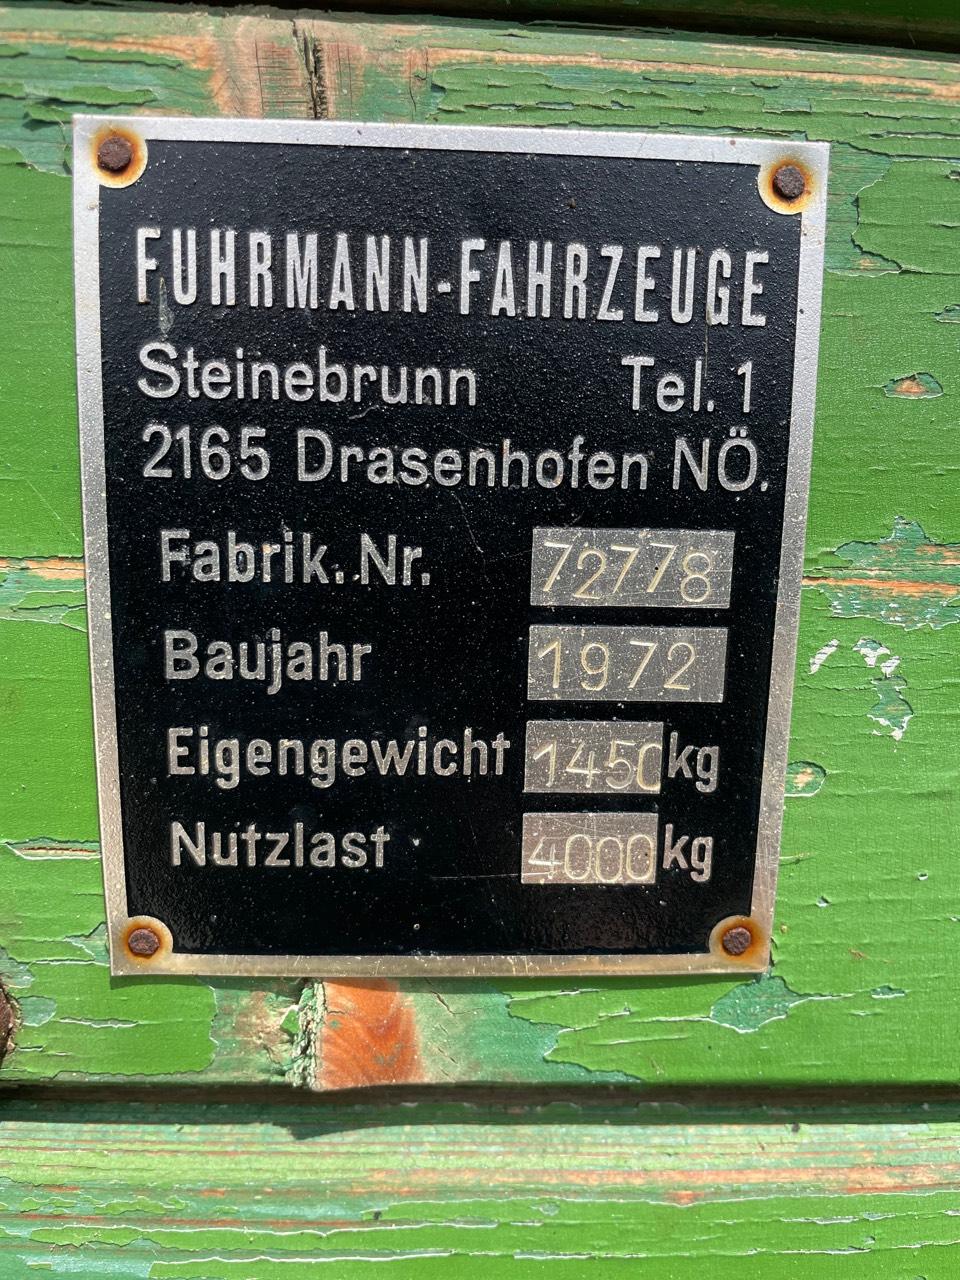 FUHRMANN-FAHRZEUGE
Steinebrunn Tel. 1
2165 Drasenhofen NÖ.
Fabrik. Nr. 72778
Baujahr 1972
Eigengewicht 1450 kg
Nutzlast 4000 kg